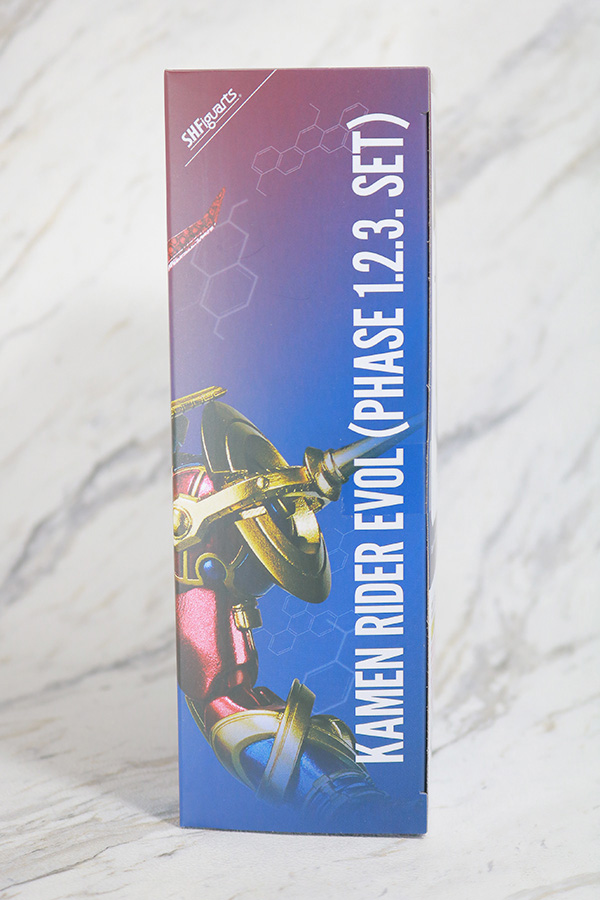 S.H.Figuarts
KAMEN RIDER EVOL (PHASE 1.2.3. SET)